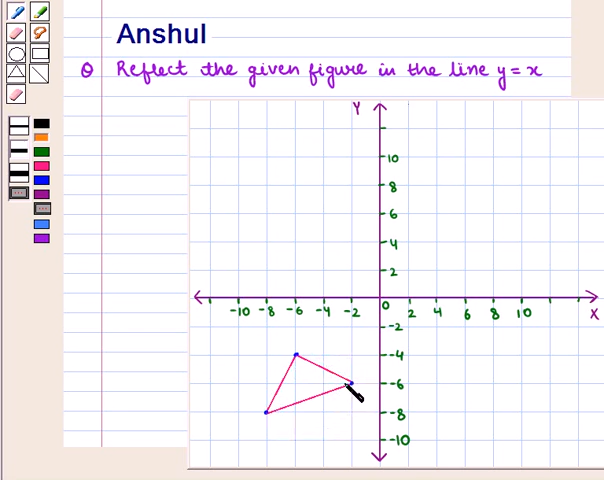 Anshul
Q Reflect the given figure in the line y = x
Y
10
8
6
4
2
-10 -8 -6 -4 -2 0 2 4 6 8 10 X
-2
-4
-6
-8
-10